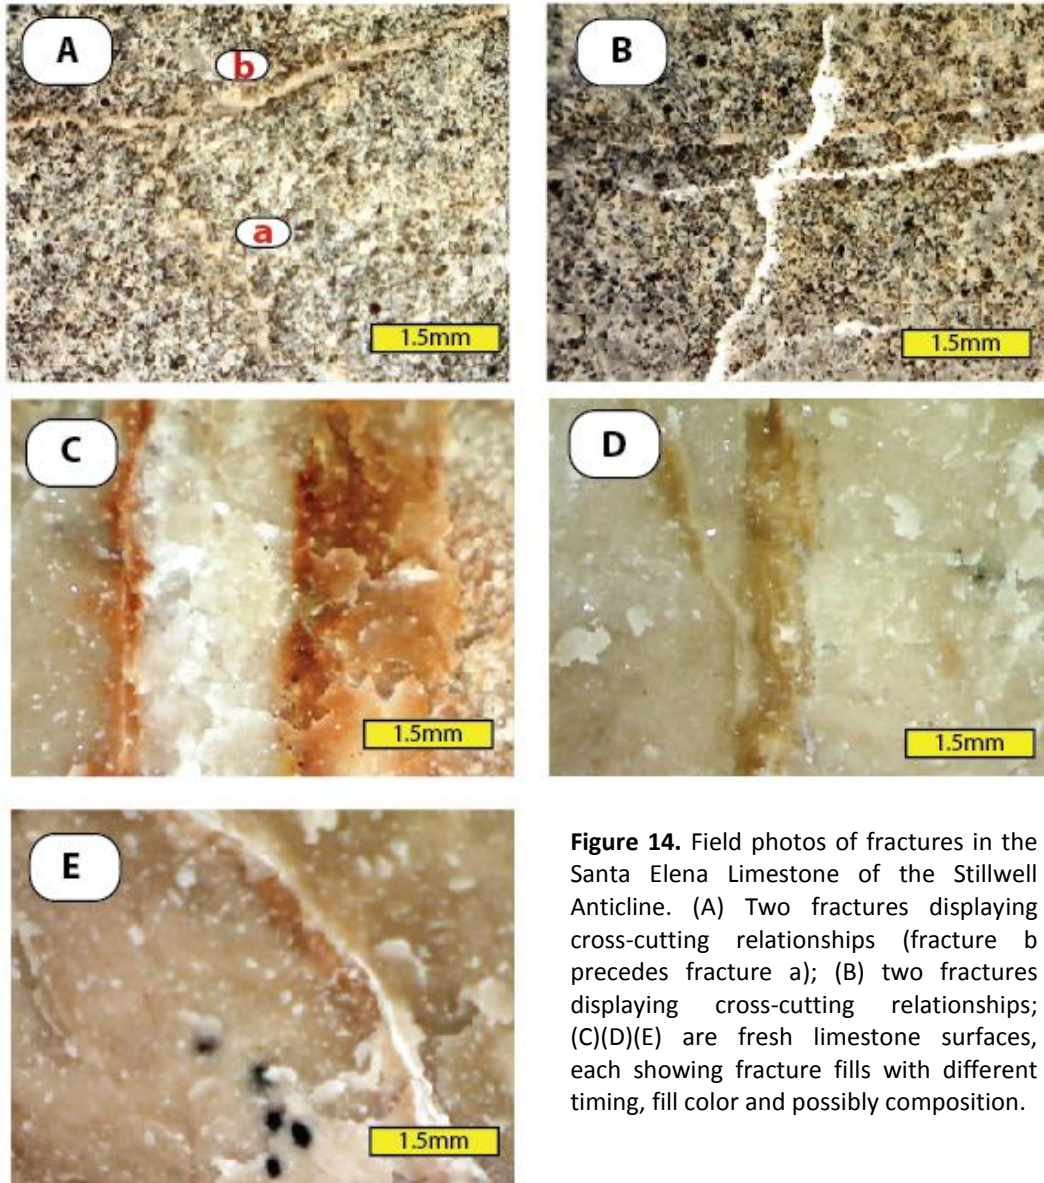 A
b
a
1.5mm
B
1.5mm
C
1.5mm
D
1.5mm
E
1.5mm
Figure 14. Field photos of fractures in the
Santa Elena Limestone of the Stillwell
Anticline. (A) Two fractures displaying
cross-cutting relationships (fracture b
precedes fracture a); (B) two fractures
displaying cross-cutting relationships;
(C)(D)(E) are fresh limestone surfaces,
each showing fracture fills with different
timing, fill color and possibly composition.